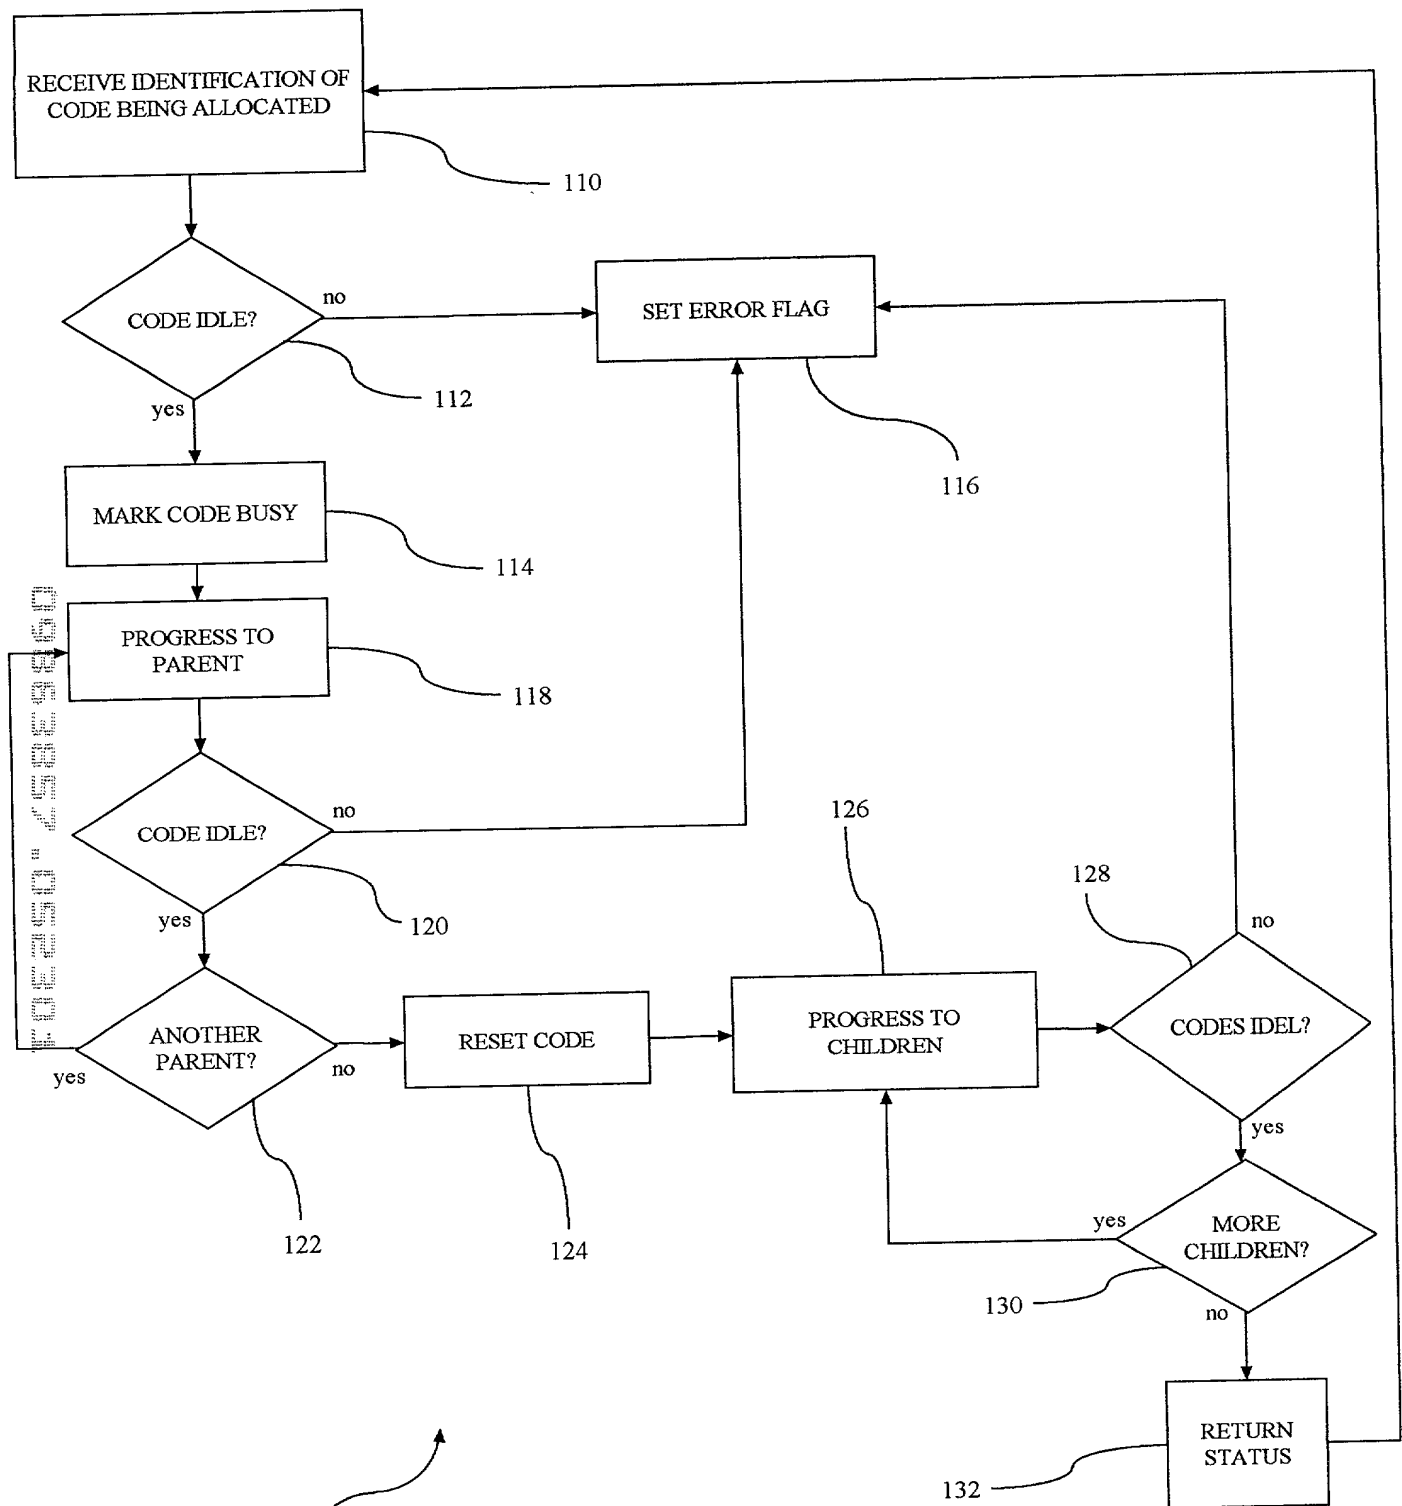 RECEIVE IDENTIFICATION OF
CODE BEING ALLOCATED
110
CODE IDLE?
no
yes
112
SET ERROR FLAG
116
MARK CODE BUSY
114
PROGRESS TO
PARENT
118
CODE IDLE?
no
yes
120
ANOTHER
PARENT?
yes
no
122
RESET CODE
124
126
PROGRESS TO
CHILDREN
128
no
CODES IDEL?
yes
MORE
CHILDREN?
yes
130
no
RETURN
STATUS
132